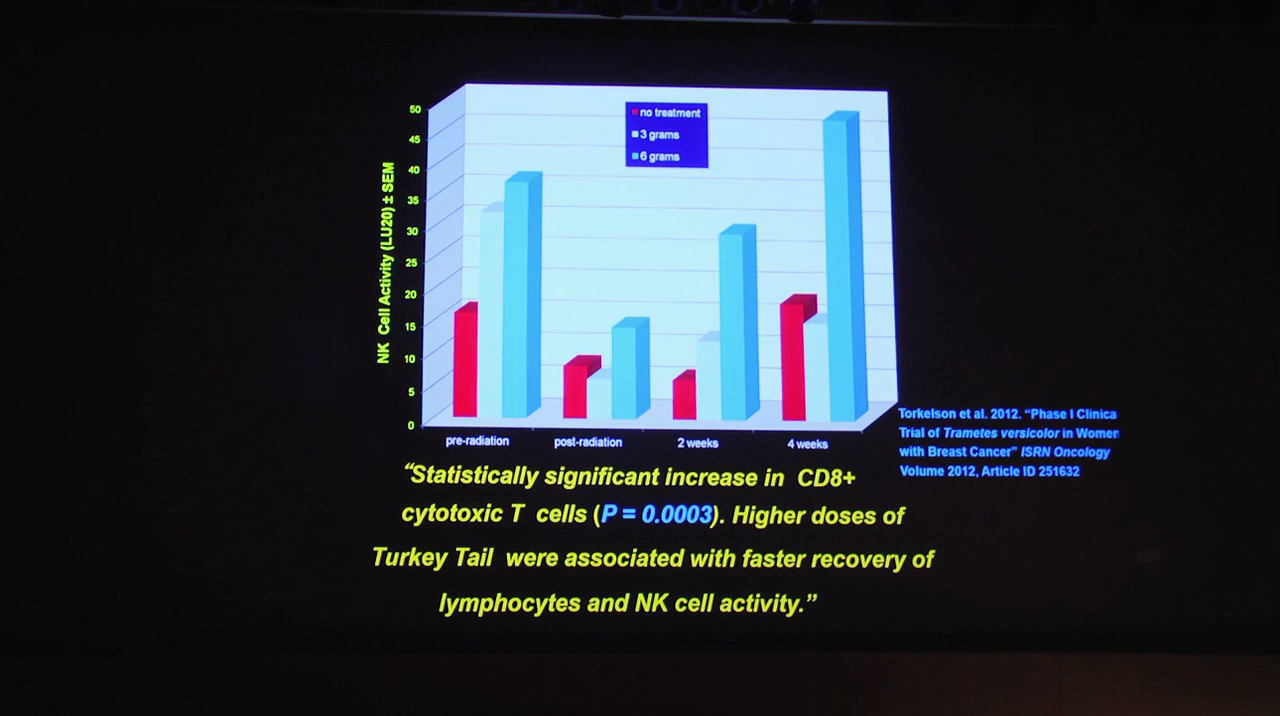 no treatment
3 grams
6 grams
50
45
40
35
30
25
20
15
10
5
0
NK Cell Activity (LU20) ± SEM
pre-radiation
post-radiation
2 weeks
4 weeks
Torkelson et al. 2012. “Phase I Clinica
Trial of Trametes versicolor in Women
with Breast Cancer” ISRN Oncology
Volume 2012, Article ID 251632
“Statistically significant increase in CD8+
cytotoxic T cells (P = 0.0003). Higher doses of
Turkey Tail were associated with faster recovery of
lymphocytes and NK cell activity.”